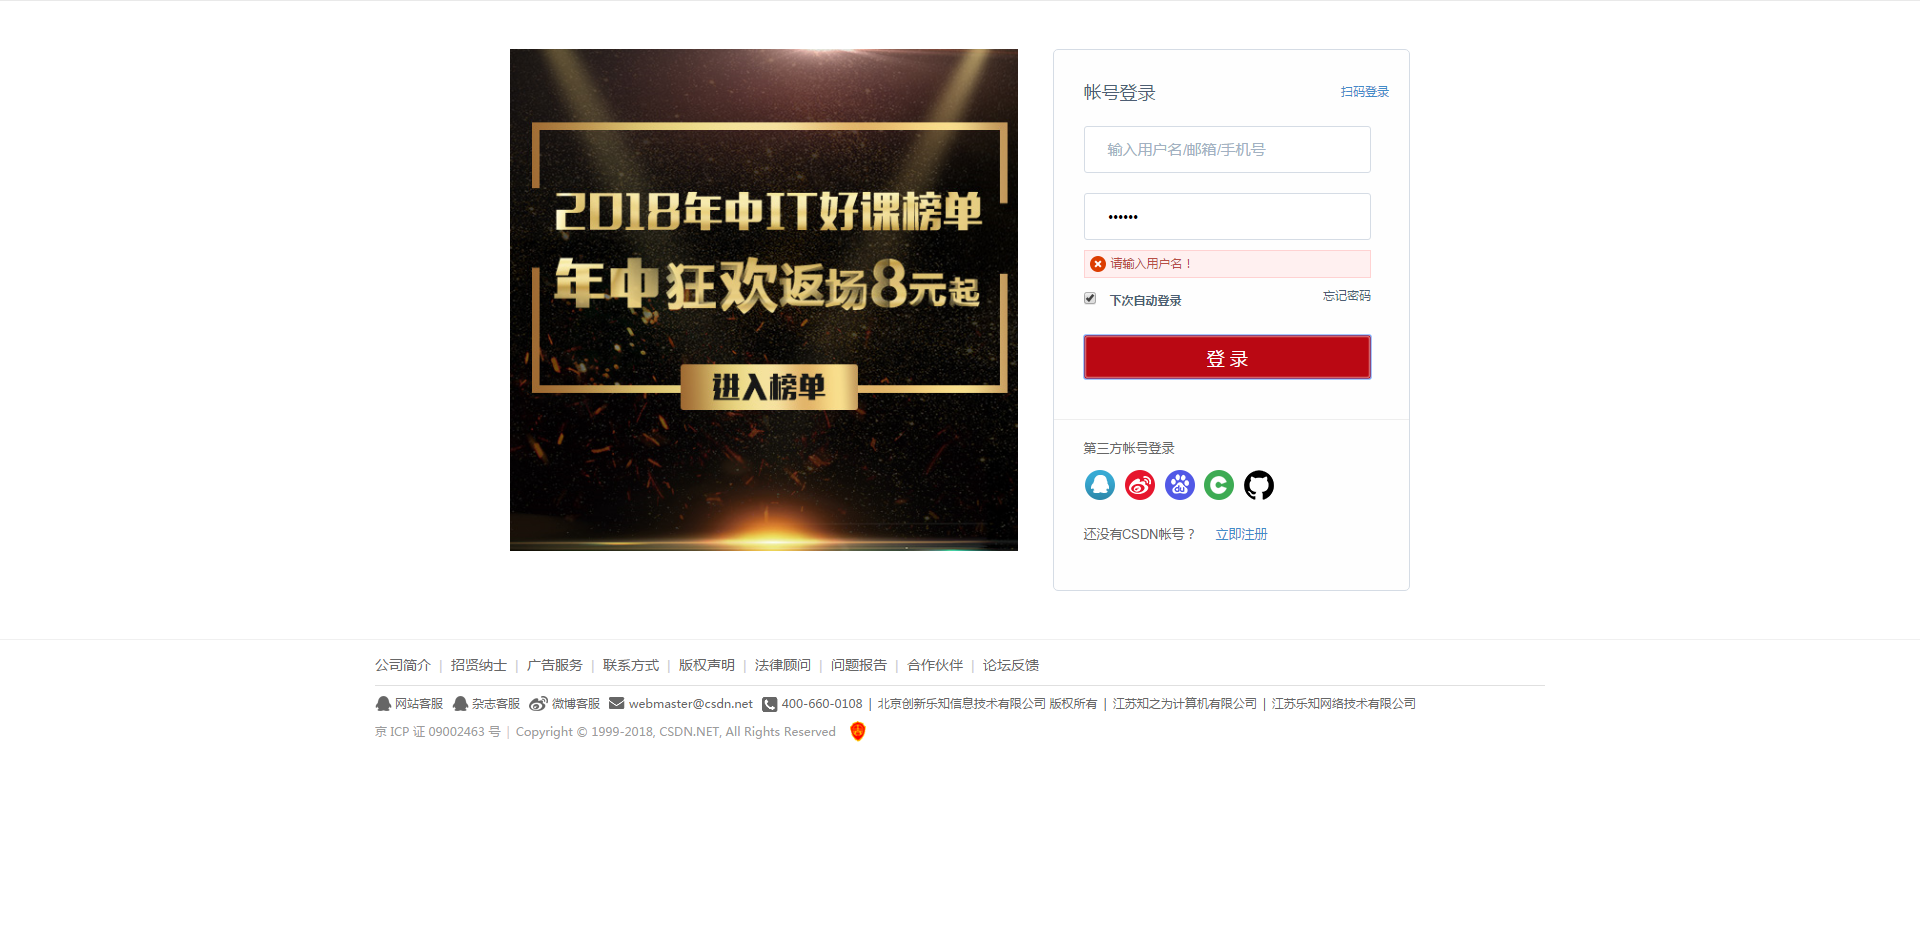 2018年中IT好课榜单
年中狂欢返场8元起
进入榜单
帐号登录
扫码登录
输入用户名/邮箱/手机号
••••••
请输入用户名！
下次自动登录
忘记密码
登 录
第三方帐号登录
du
还没有CSDN帐号？ 立即注册
公司简介 | 招贤纳士 | 广告服务 | 联系方式 | 版权声明 | 法律顾问 | 问题报告 | 合作伙伴 | 论坛反馈
网站客服 杂志客服 微博客服 webmaster@csdn.net 400-660-0108 | 北京创新乐知信息技术有限公司 版权所有 | 江苏知之为计算机有限公司 | 江苏乐知网络技术有限公司
京 ICP 证 09002463 号 | Copyright © 1999-2018, CSDN.NET, All Rights Reserved